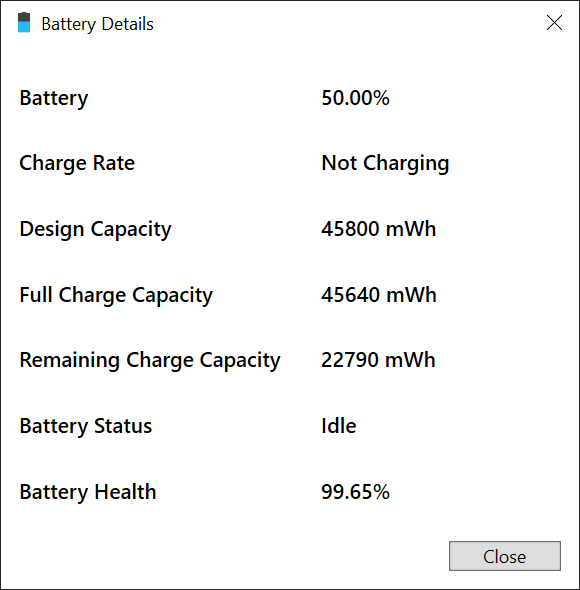 Battery Details
Battery 50.00%
Charge Rate Not Charging
Design Capacity 45800 mWh
Full Charge Capacity 45640 mWh
Remaining Charge Capacity 22790 mWh
Battery Status Idle
Battery Health 99.65%
Close